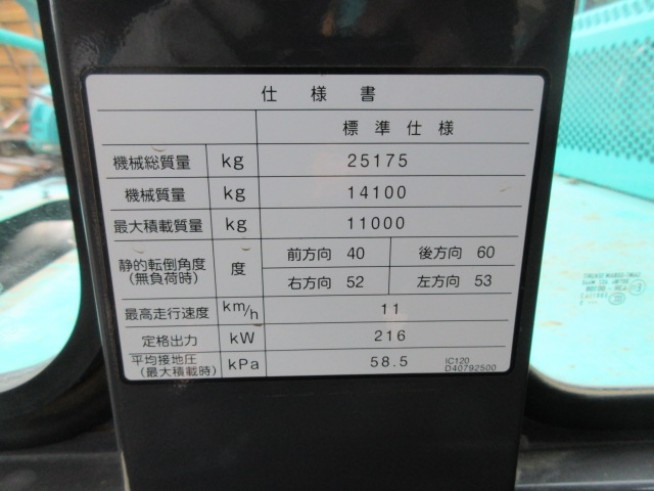 仕様書
標準仕様
機械総質量 kg 25175
機械質量 kg 14100
最大積載質量 kg 11000
静的転倒角度(無負荷時) 度 前方向 40 後方向 60
右方向 52 左方向 53
最高走行速度 km/h 11
定格出力 kW 216
平均接地圧(最大積載時) kPa 58.5
IC120
D40792500